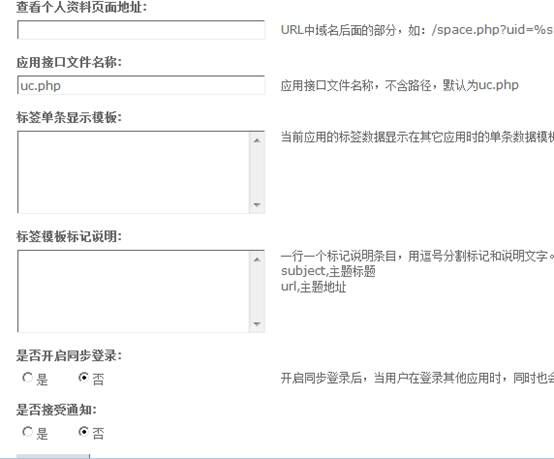 查看个人资料页面地址:
URL中域名后面的部分，如：/space.php?uid=%s
应用接口文件名称:
uc.php
应用接口文件名称，不含路径，默认为uc.php
标签单条显示模板:
当前应用的标签数据显示在其它应用时的单条数据模板
标签模板标记说明:
一行一个标记说明条目，用逗号分割标记和说明文字。
subject,主题标题
url,主题地址
是否开启同步登录:
是 否
开启同步登录后，当用户在登录其他应用时，同时也会
是否接受通知:
是 否